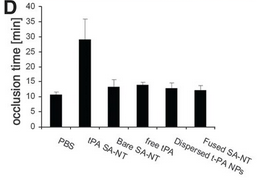 D
occlusion time [min]
40
35
30
25
20
15
10
5
0
PBS
tPA SA-NT
Bare SA-NT
free tPA
Dispersed t-PA NPs
Fused SA-NT